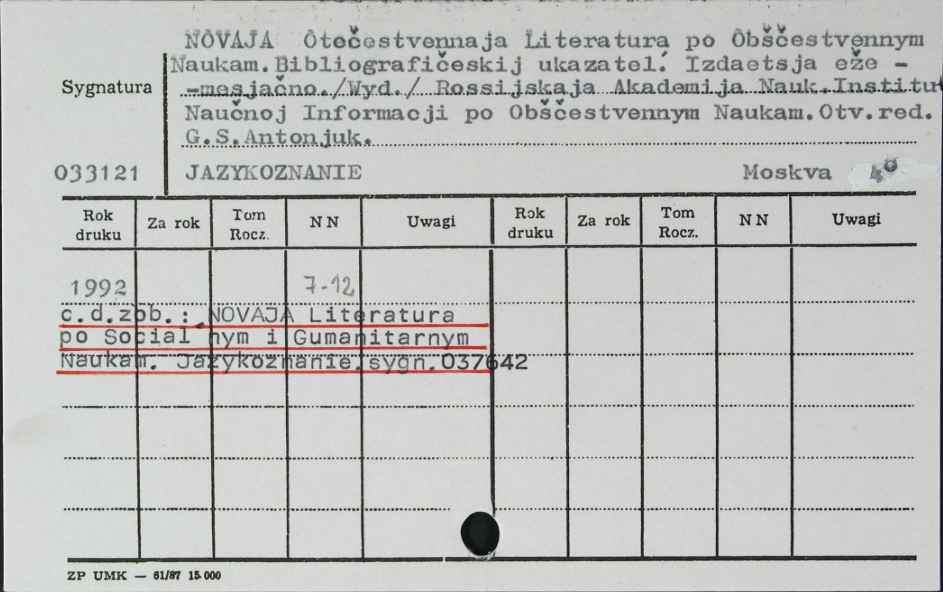 NOVAJA Otečestvennaja Literatura po Obščestvennym
Naukam.Bibliografičeskij ukazatel'. Izdaetsja eže -
-mesjačno./Wyd./ Rossijskaja Akademija Nauk.Institut
Naučnoj Informacji po Obščestvennym Naukam.Otv.red.
G.S.Antonjuk.
Sygnatura
033121 JAZYKOZNANIE Moskva 4°
Rok druku Za rok Tom Rocz. N N Uwagi Rok druku Za rok Tom Rocz. N N Uwagi
1992 7-12
c.d.zob.: NOVAJA Literatura
po Social'nym i Gumanitarnym
Naukam. Jazykoznanie.sygn.037642
ZP UMK — 61/87 15.000